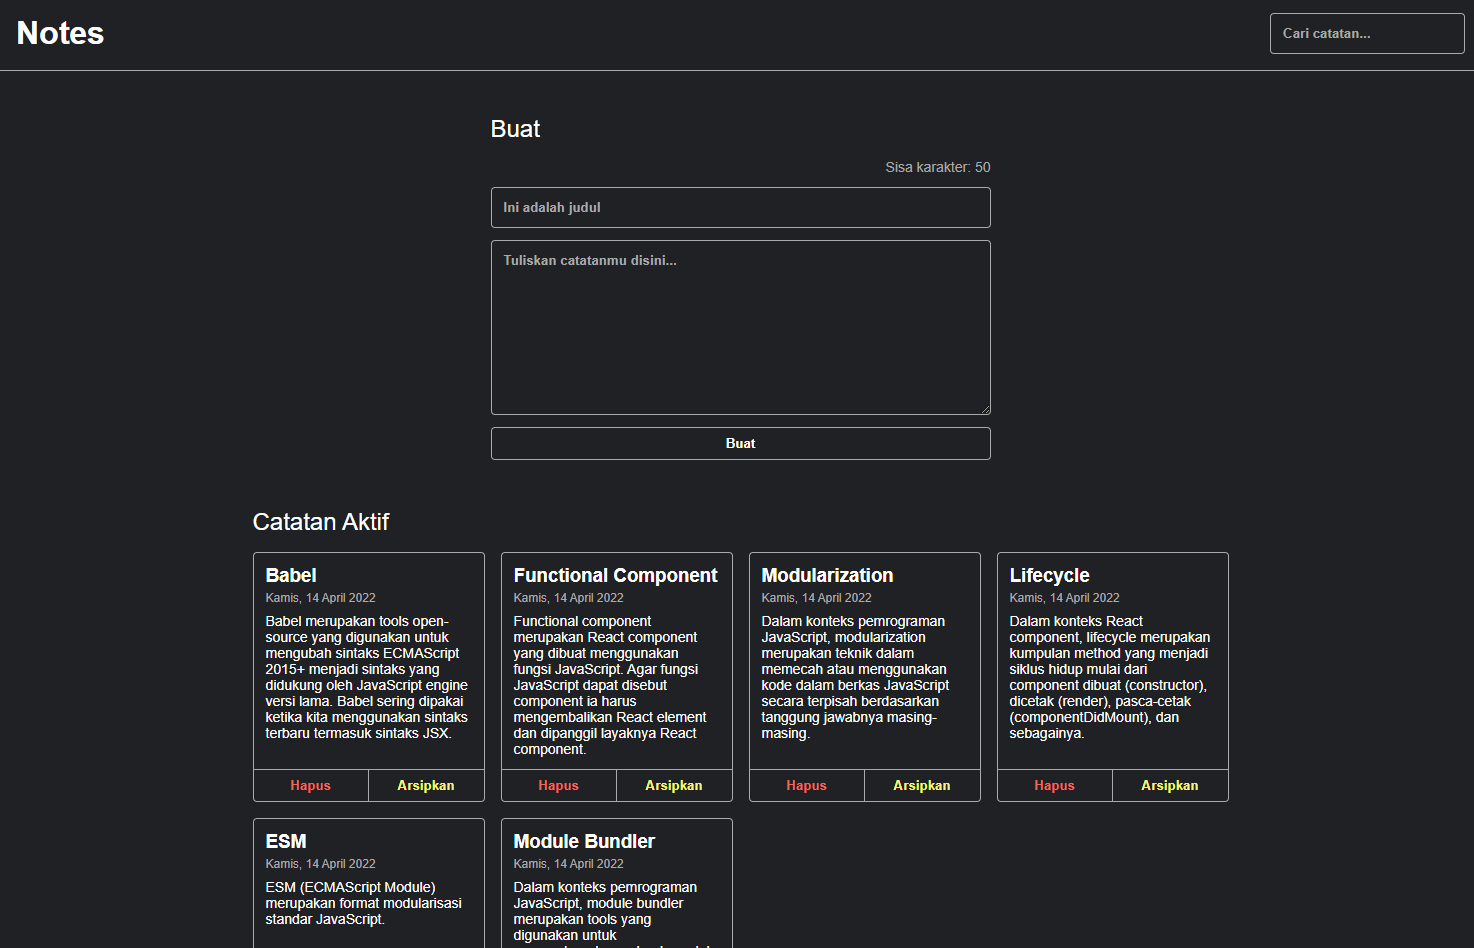 Notes
Cari catatan...
Buat
Sisa karakter: 50
Ini adalah judul
Tuliskan catatanmu disini...
Buat
Catatan Aktif
Babel
Kamis, 14 April 2022
Babel merupakan tools open-
source yang digunakan untuk
mengubah sintaks ECMAScript
2015+ menjadi sintaks yang
didukung oleh JavaScript engine
versi lama. Babel sering dipakai
ketika kita menggunakan sintaks
terbaru termasuk sintaks JSX.
Hapus
Arsipkan
Functional Component
Kamis, 14 April 2022
Functional component
merupakan React component
yang dibuat menggunakan
fungsi JavaScript. Agar fungsi
JavaScript dapat disebut
component ia harus
mengembalikan React element
dan dipanggil layaknya React
component.
Hapus
Arsipkan
Modularization
Kamis, 14 April 2022
Dalam konteks pemrograman
JavaScript, modularization
merupakan teknik dalam
memecah atau menggunakan
kode dalam berkas JavaScript
secara terpisah berdasarkan
tanggung jawabnya masing-
masing.
Hapus
Arsipkan
Lifecycle
Kamis, 14 April 2022
Dalam konteks React
component, lifecycle merupakan
kumpulan method yang menjadi
siklus hidup mulai dari
component dibuat (constructor),
dicetak (render), pasca-cetak
(componentDidMount), dan
sebagainya.
Hapus
Arsipkan
ESM
Kamis, 14 April 2022
ESM (ECMAScript Module)
merupakan format modularisasi
standar JavaScript.
Module Bundler
Kamis, 14 April 2022
Dalam konteks pemrograman
JavaScript, module bundler
merupakan tools yang
digunakan untuk